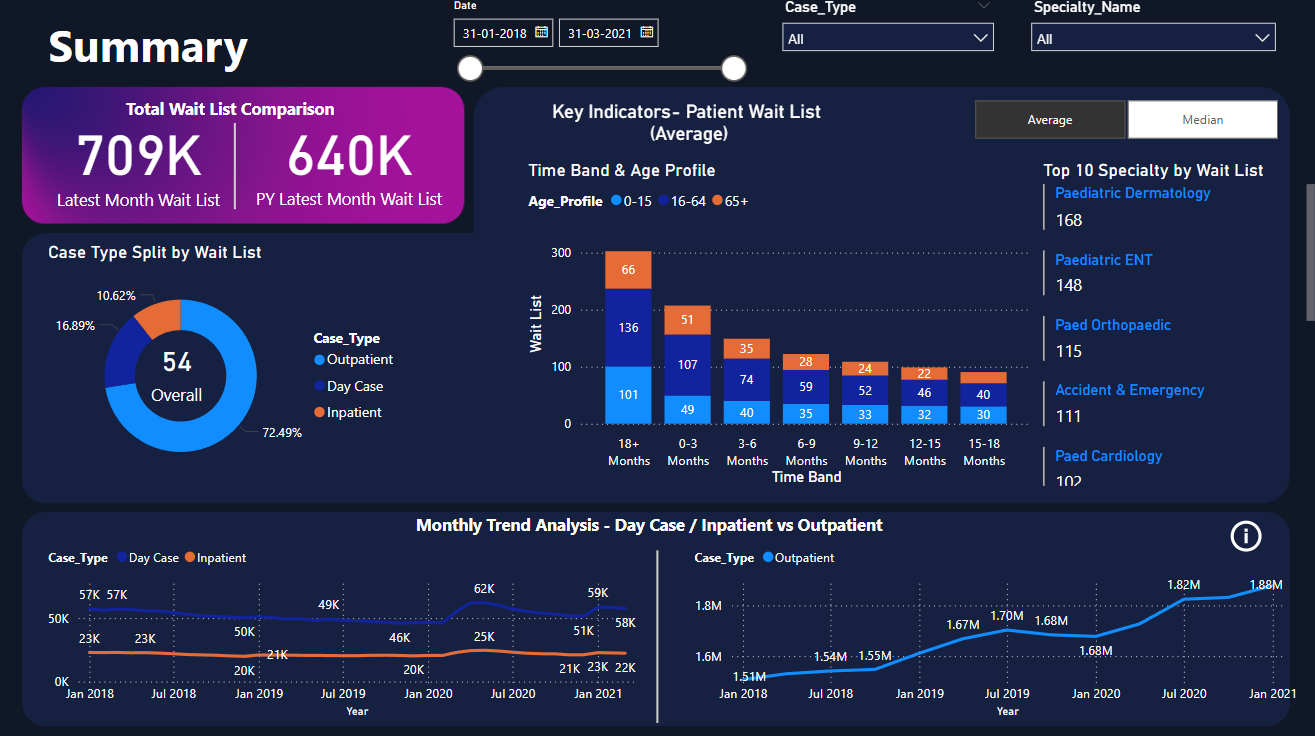 Summary
Date
31-01-2018
31-03-2021
Case_Type
All
Specialty_Name
All
Total Wait List Comparison
709K
Latest Month Wait List
640K
PY Latest Month Wait List
Case Type Split by Wait List
10.62%
16.89%
54
Overall
72.49%
Case_Type
Outpatient
Day Case
Inpatient
Key Indicators- Patient Wait List
(Average)
Average
Median
Time Band & Age Profile
Age_Profile 0-15 16-64 65+
Wait List
300
200
100
0
66
136
101
51
107
49
35
74
40
28
59
35
24
52
33
22
46
32
40
30
18+
Months
0-3
Months
3-6
Months
6-9
Months
9-12
Months
12-15
Months
15-18
Months
Time Band
Top 10 Specialty by Wait List
Paediatric Dermatology
168
Paediatric ENT
148
Paed Orthopaedic
115
Accident & Emergency
111
Paed Cardiology
102
Monthly Trend Analysis - Day Case / Inpatient vs Outpatient
Case_Type Day Case Inpatient
50K
0K
57K 57K
50K
49K
46K
62K
51K
59K
58K
23K
23K
20K
21K
20K
25K
21K 23K 22K
Jan 2018 Jul 2018 Jan 2019 Jul 2019 Jan 2020 Jul 2020 Jan 2021
Year
Case_Type Outpatient
1.8M
1.6M
1.51M
1.54M
1.55M
1.67M
1.70M
1.68M
1.68M
1.82M
1.88M
Jan 2018 Jul 2018 Jan 2019 Jul 2019 Jan 2020 Jul 2020 Jan 2021
Year